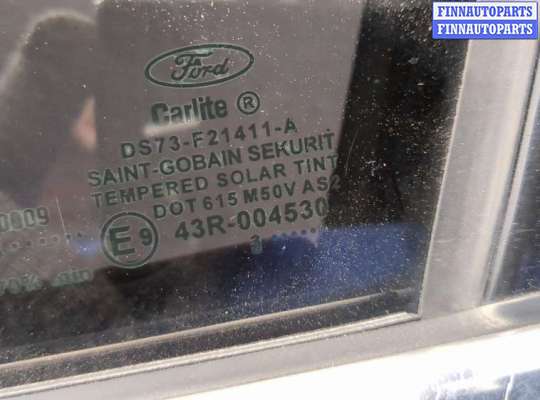 FINNAUTOPARTS
FINNAUTOPARTS
Ford
Carlite ®
DS73-F21411-A
SAINT-GOBAIN SEKURIT
TEMPERED SOLAR TINT
DOT 615 M50V AS2
E9 43R-004530
3